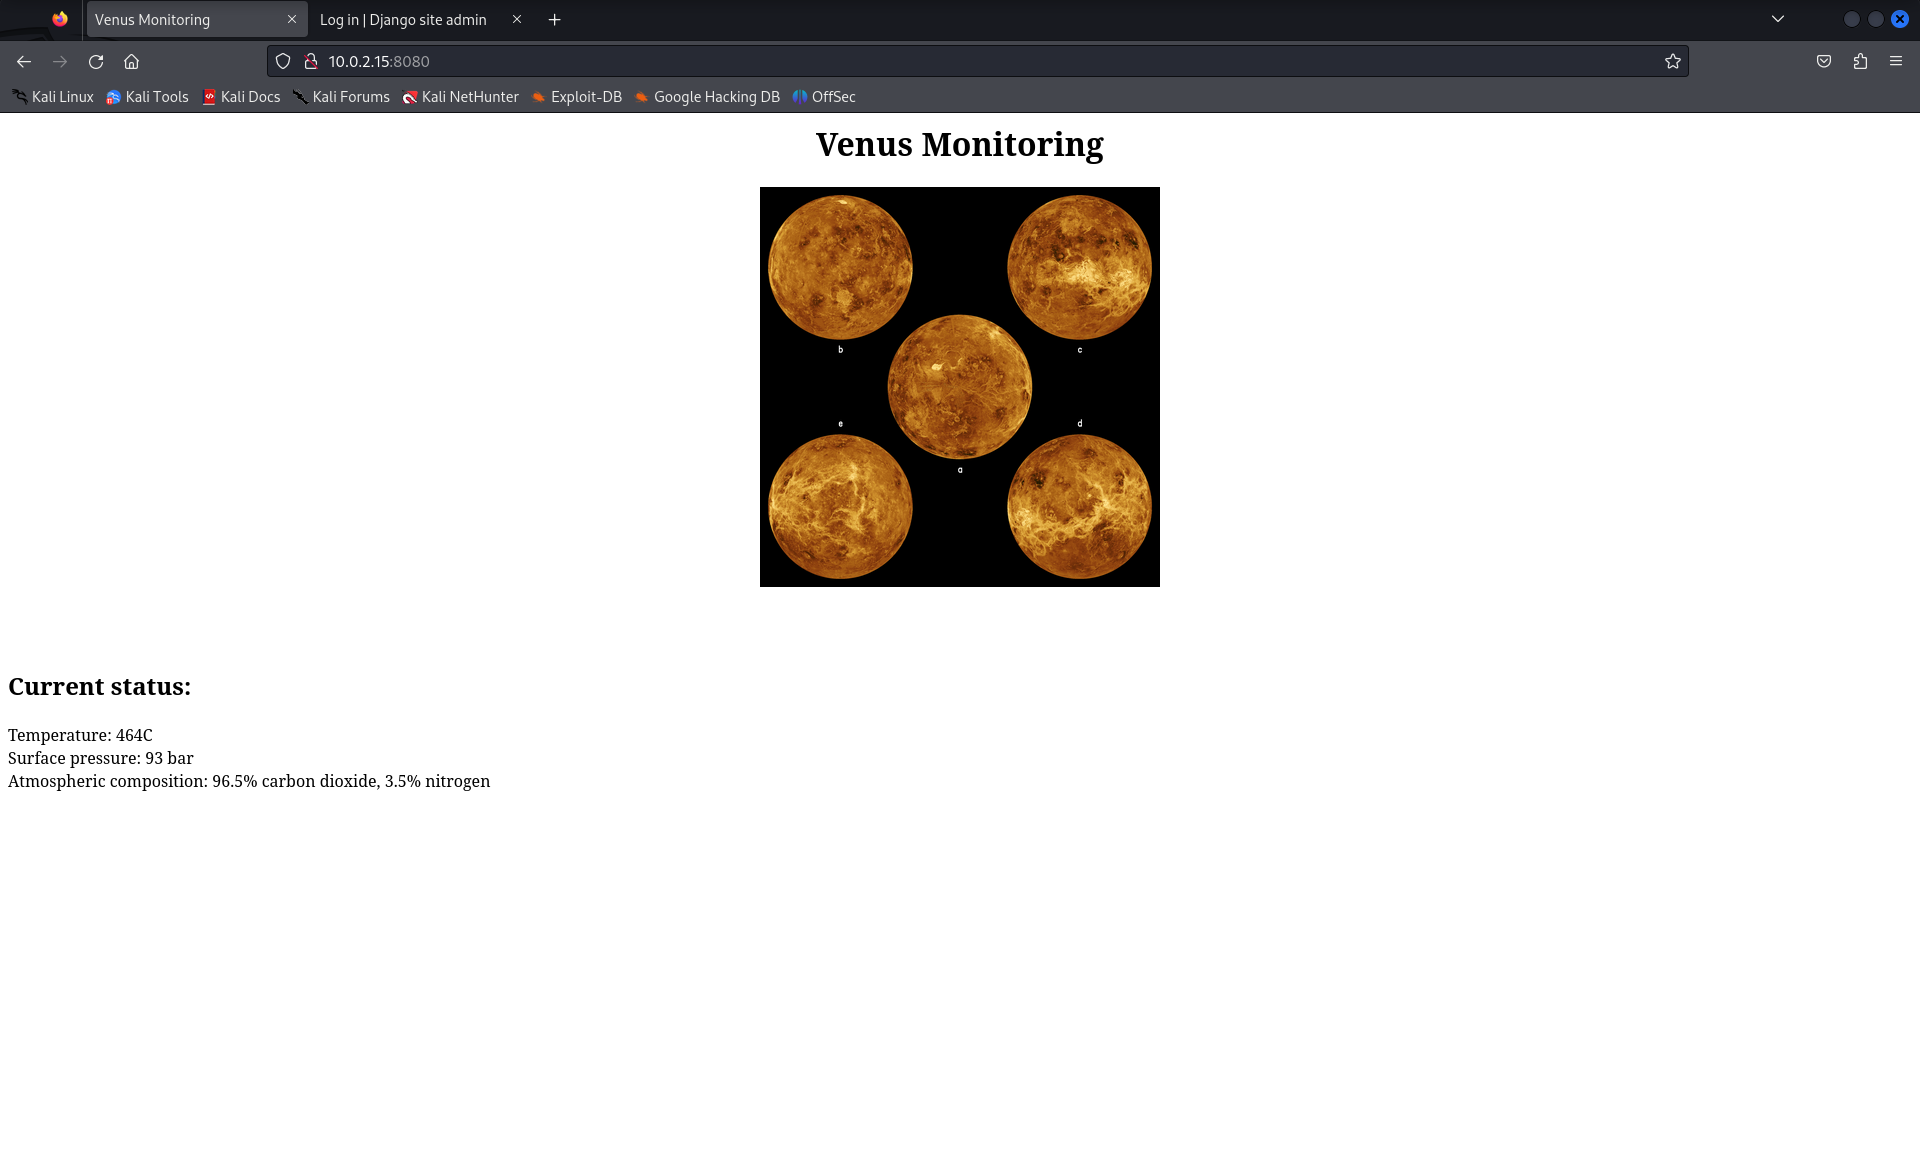 Venus Monitoring
Log in | Django site admin
10.0.2.15:8080
Kali Linux Kali Tools Kali Docs Kali Forums Kali NetHunter Exploit-DB Google Hacking DB OffSec
Venus Monitoring
b c
e d
a
Current status:
Temperature: 464C
Surface pressure: 93 bar
Atmospheric composition: 96.5% carbon dioxide, 3.5% nitrogen